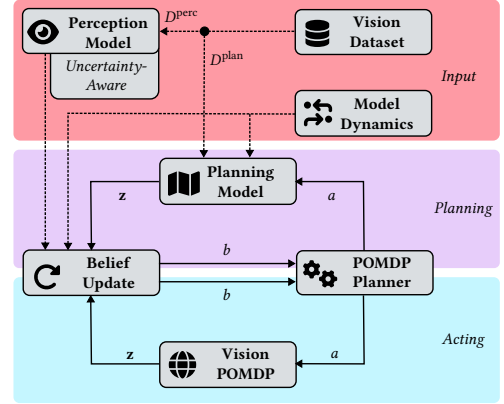 Perception
Model
Uncertainty-
Aware
D^perc
D^plan
Vision
Dataset
Input
Model
Dynamics
Planning
Model
z
a
Planning
b
Belief
Update
b
POMDP
Planner
Acting
z
a
Vision
POMDP